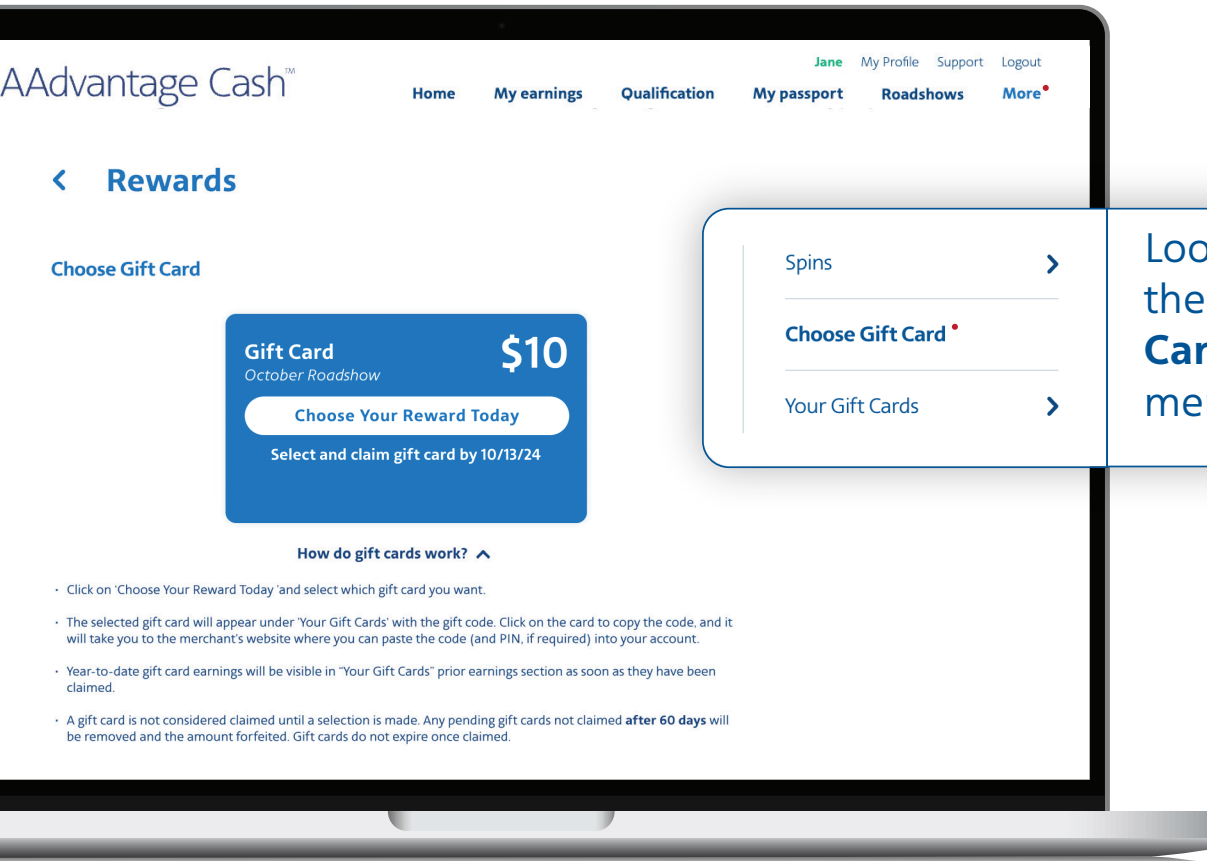 AAdvantage Cash™
Jane My Profile Support Logout
Home My earnings Qualification My passport Roadshows More
Rewards
Choose Gift Card
Gift Card $10
October Roadshow
Choose Your Reward Today
Select and claim gift card by 10/13/24
How do gift cards work?
· Click on 'Choose Your Reward Today 'and select which gift card you want.
· The selected gift card will appear under 'Your Gift Cards' with the gift code. Click on the card to copy the code, and it
will take you to the merchant's website where you can paste the code (and PIN, if required) into your account.
· Year-to-date gift card earnings will be visible in "Your Gift Cards" prior earnings section as soon as they have been
claimed.
· A gift card is not considered claimed until a selection is made. Any pending gift cards not claimed after 60 days will
be removed and the amount forfeited. Gift cards do not expire once claimed.
Spins
Choose Gift Card
Your Gift Cards
the